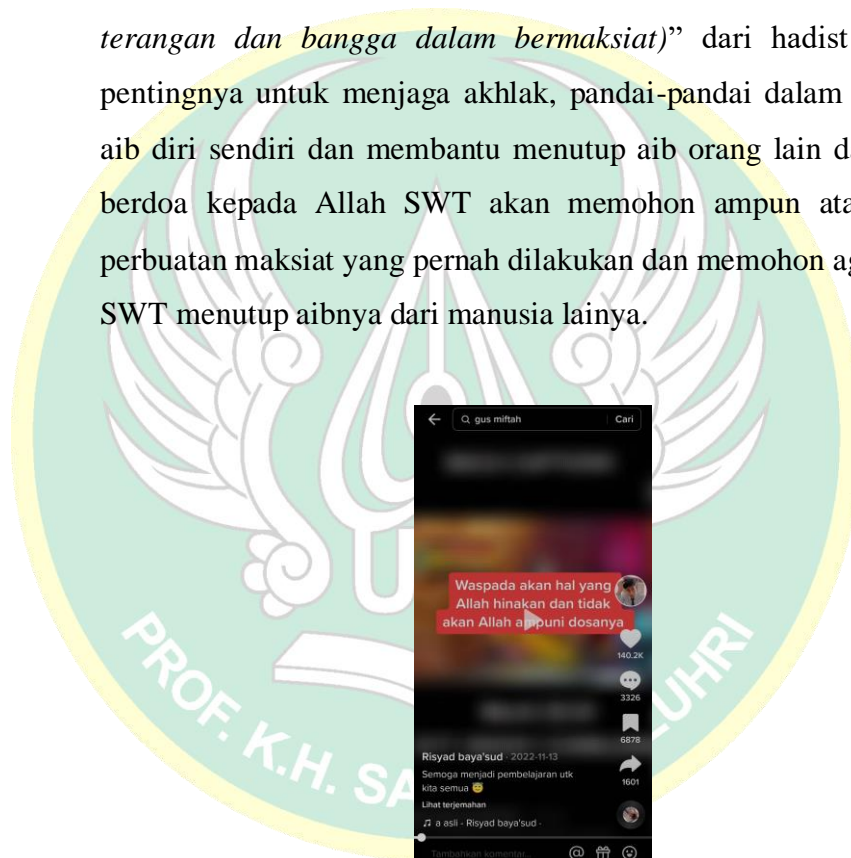 terangan dan bangga dalam bermaksiat)” dari hadist
pentingnya untuk menjaga akhlak, pandai-pandai dalam
aib diri sendiri dan membantu menutup aib orang lain
berdoa kepada Allah SWT akan memohon ampun
perbuatan maksiat yang pernah dilakukan dan memohon
SWT menutup aibnya dari manusia lainya.
gus miftah Cari
Waspada akan hal yang
Allah hinakan dan tidak
akan Allah ampuni dosanya
140.2K
3326
6878
1601
Risyad baya'sud · 2022-11-13
Semoga menjadi pembelajaran utk
kita semua 😇
Lihat terjemahan
a asli - Risyad baya'sud -
Tambahkan komentar...
PROF. K.H.